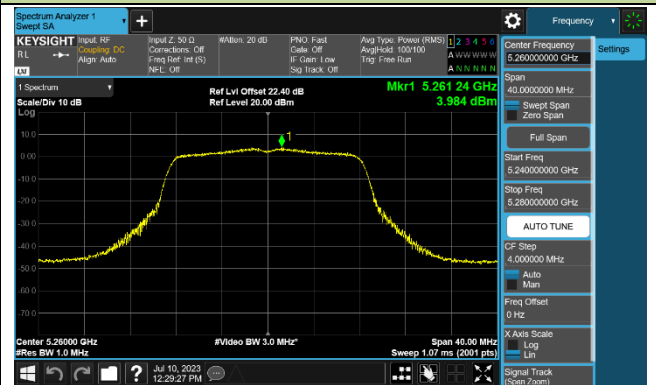 Spectrum Analyzer 1
Swept SA
Frequency
KEYSIGHT
RL
LXI
Input: RF
Coupling: DC
Align: Auto
Input Z: 50 Ω
Corrections: Off
Freq Ref: Int (S)
NFE: Off
#Atten: 20 dB
PNO: Fast
Gate: Off
IF Gain: Low
Sig Track: Off
Avg Type: Power (RMS)
Avg|Hold: 100/100
Trig: Free Run
1 2 3 4 5 6
A W W W W W
A N N N N N
1 Spectrum
Scale/Div 10 dB
Log
Ref Lvl Offset 22.40 dB
Ref Level 20.00 dBm
Mkr1 5.261 24 GHz
3.984 dBm
1
10.0
0.00
-10.0
-20.0
-30.0
-40.0
-50.0
-60.0
-70.0
Center 5.26000 GHz
#Res BW 1.0 MHz
#Video BW 3.0 MHz*
Span 40.00 MHz
Sweep 1.07 ms (2001 pts)
Jul 10, 2023
12:29:27 PM
Center Frequency
5.260000000 GHz
Settings
Span
40.0000000 MHz
Swept Span
Zero Span
Full Span
Start Freq
5.240000000 GHz
Stop Freq
5.280000000 GHz
AUTO TUNE
CF Step
4.000000 MHz
Auto
Man
Freq Offset
0 Hz
X Axis Scale
Log
Lin
Signal Track
(Span Zoom)